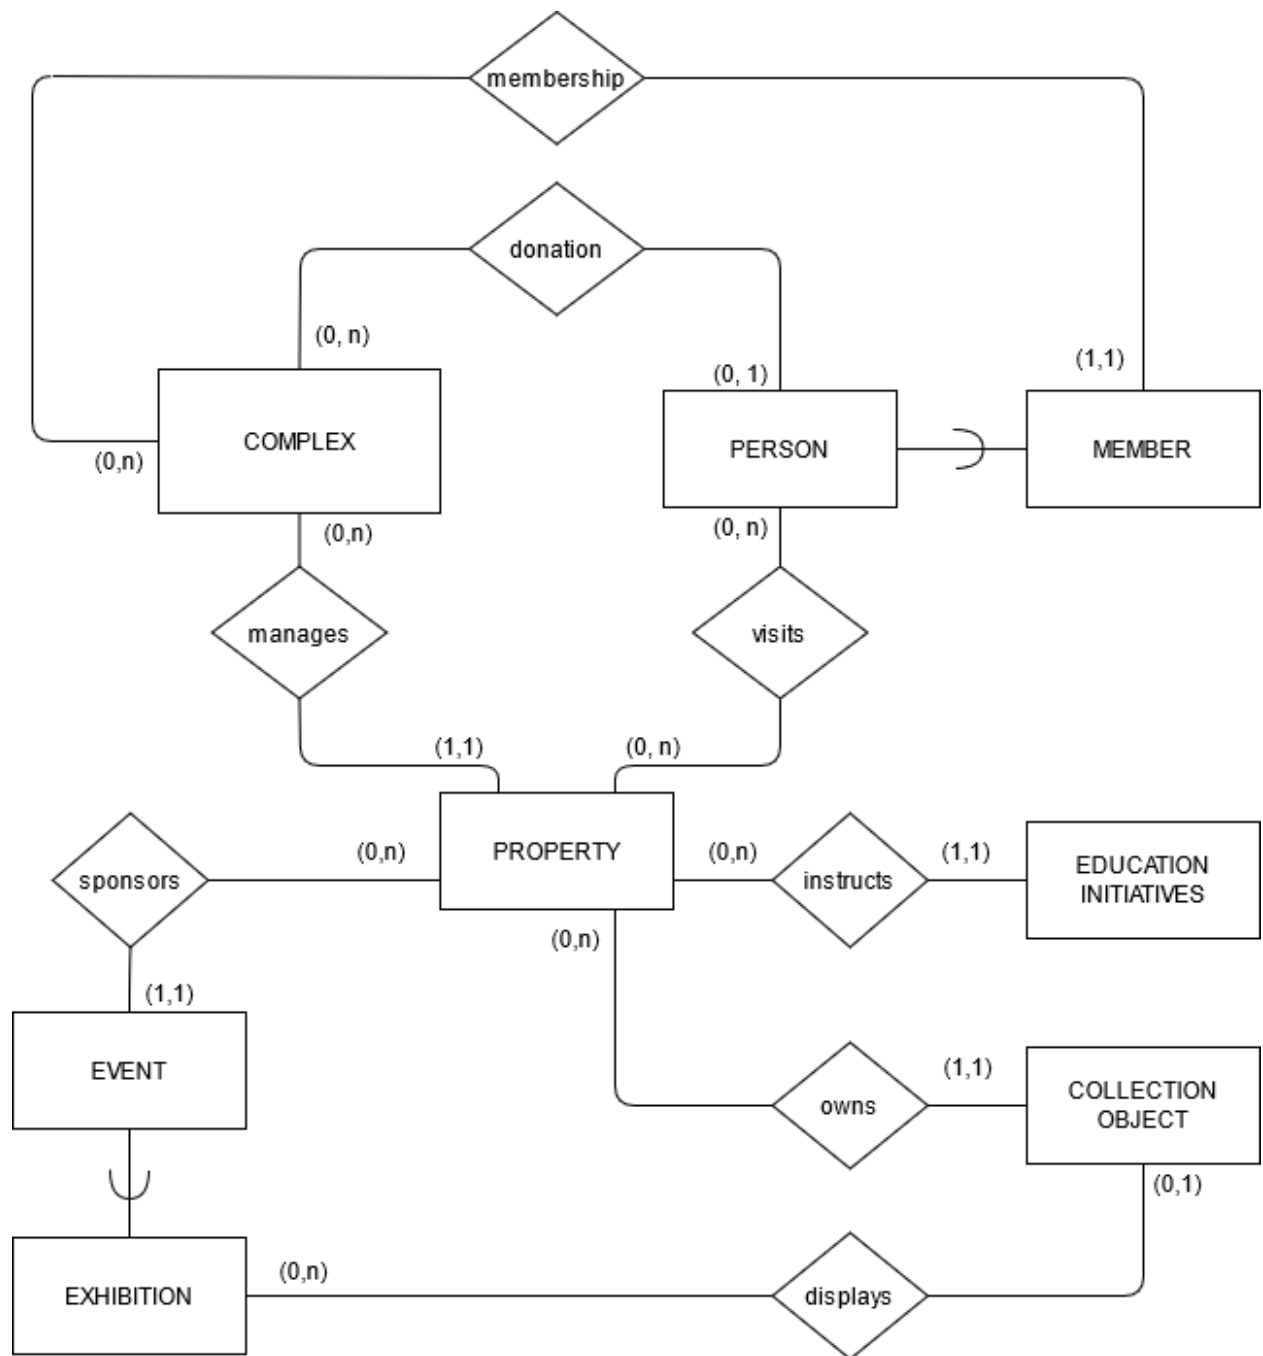 membership
donation
(0, n)
(0, 1)
(1,1)
COMPLEX
PERSON
MEMBER
(0,n)
(0,n)
(0, n)
manages
visits
(1,1)
(0, n)
sponsors
(0,n)
PROPERTY
(0,n)
instructs
(1,1)
EDUCATION
INITIATIVES
(0,n)
(1,1)
EVENT
owns
(1,1)
COLLECTION
OBJECT
(0,1)
EXHIBITION
(0,n)
displays